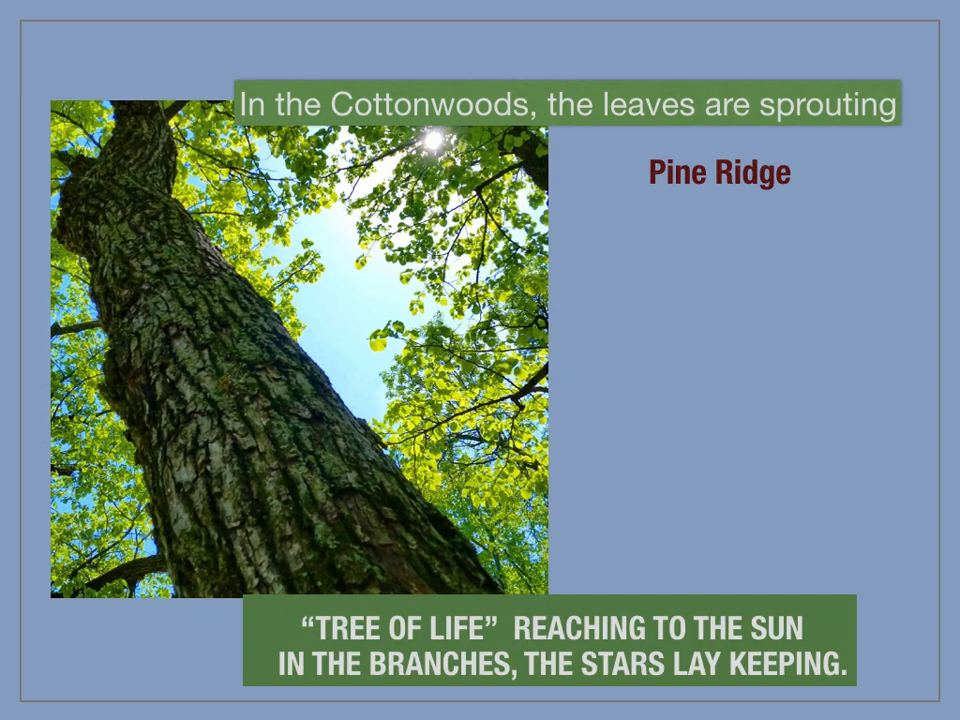 In the Cottonwoods, the leaves are sprouting
Pine Ridge
“TREE OF LIFE”  REACHING TO THE SUN
IN THE BRANCHES, THE STARS LAY KEEPING.